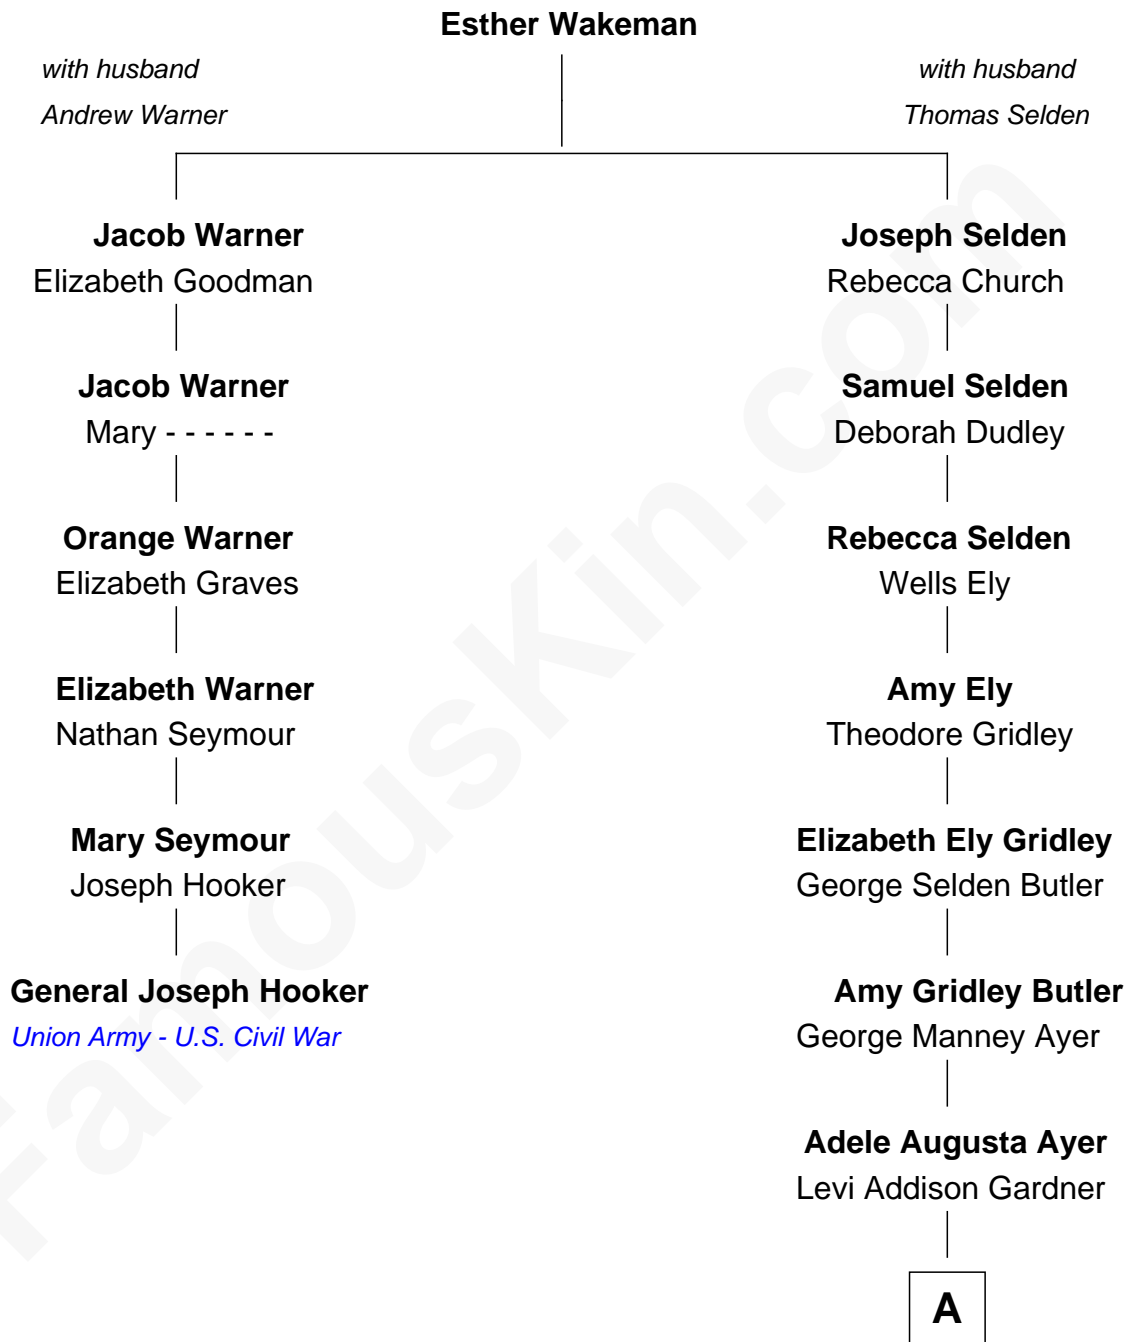 Esther Wakeman
with husband
Andrew Warner
with husband
Thomas Selden
Jacob Warner
Elizabeth Goodman
Joseph Selden
Rebecca Church
Jacob Warner
Mary - - - - - -
Samuel Selden
Deborah Dudley
Orange Warner
Elizabeth Graves
Rebecca Selden
Wells Ely
Elizabeth Warner
Nathan Seymour
Amy Ely
Theodore Gridley
Mary Seymour
Joseph Hooker
Elizabeth Ely Gridley
George Selden Butler
General Joseph Hooker
Union Army - U.S. Civil War
Amy Gridley Butler
George Manney Ayer
Adele Augusta Ayer
Levi Addison Gardner
A
FamousKin.com